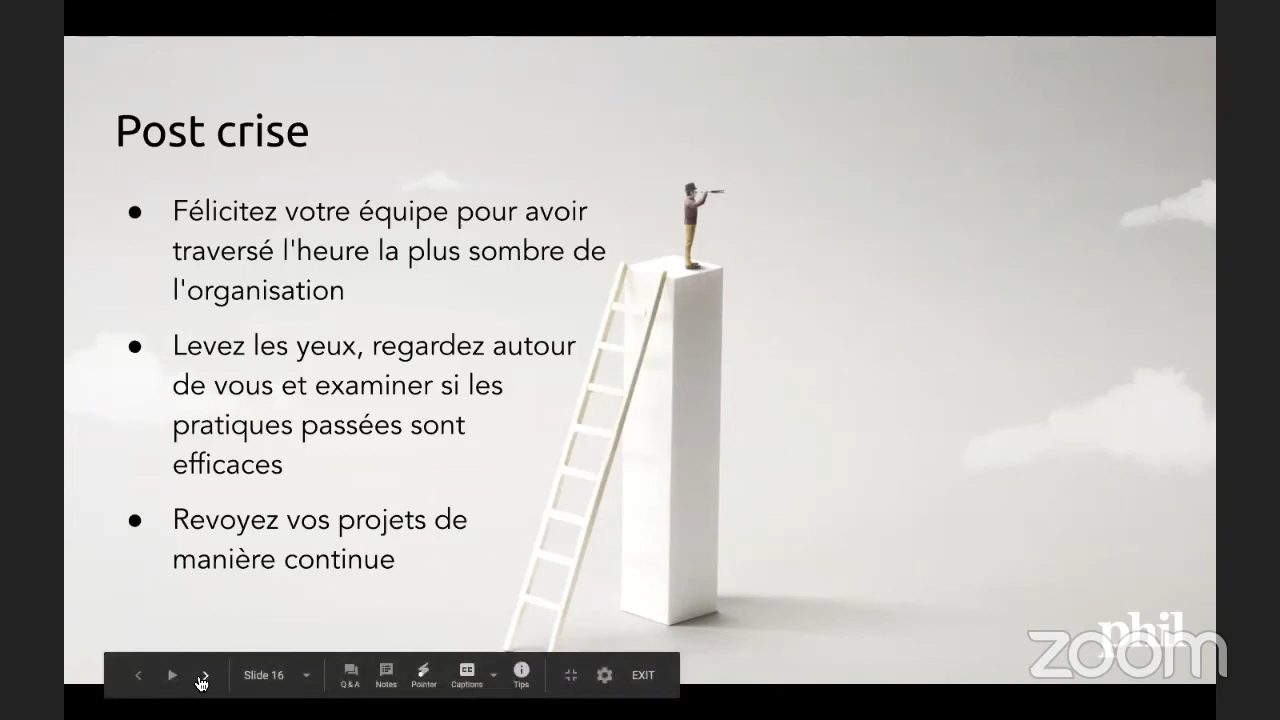 Post crise
● Félicitez votre équipe pour avoir
traversé l'heure la plus sombre de
l'organisation
● Levez les yeux, regardez autour
de vous et examiner si les
pratiques passées sont
efficaces
● Revoyez vos projets de
manière continue
phil
zoom
Slide 16
Q & A
Notes
Pointer
Captions
Tips
EXIT